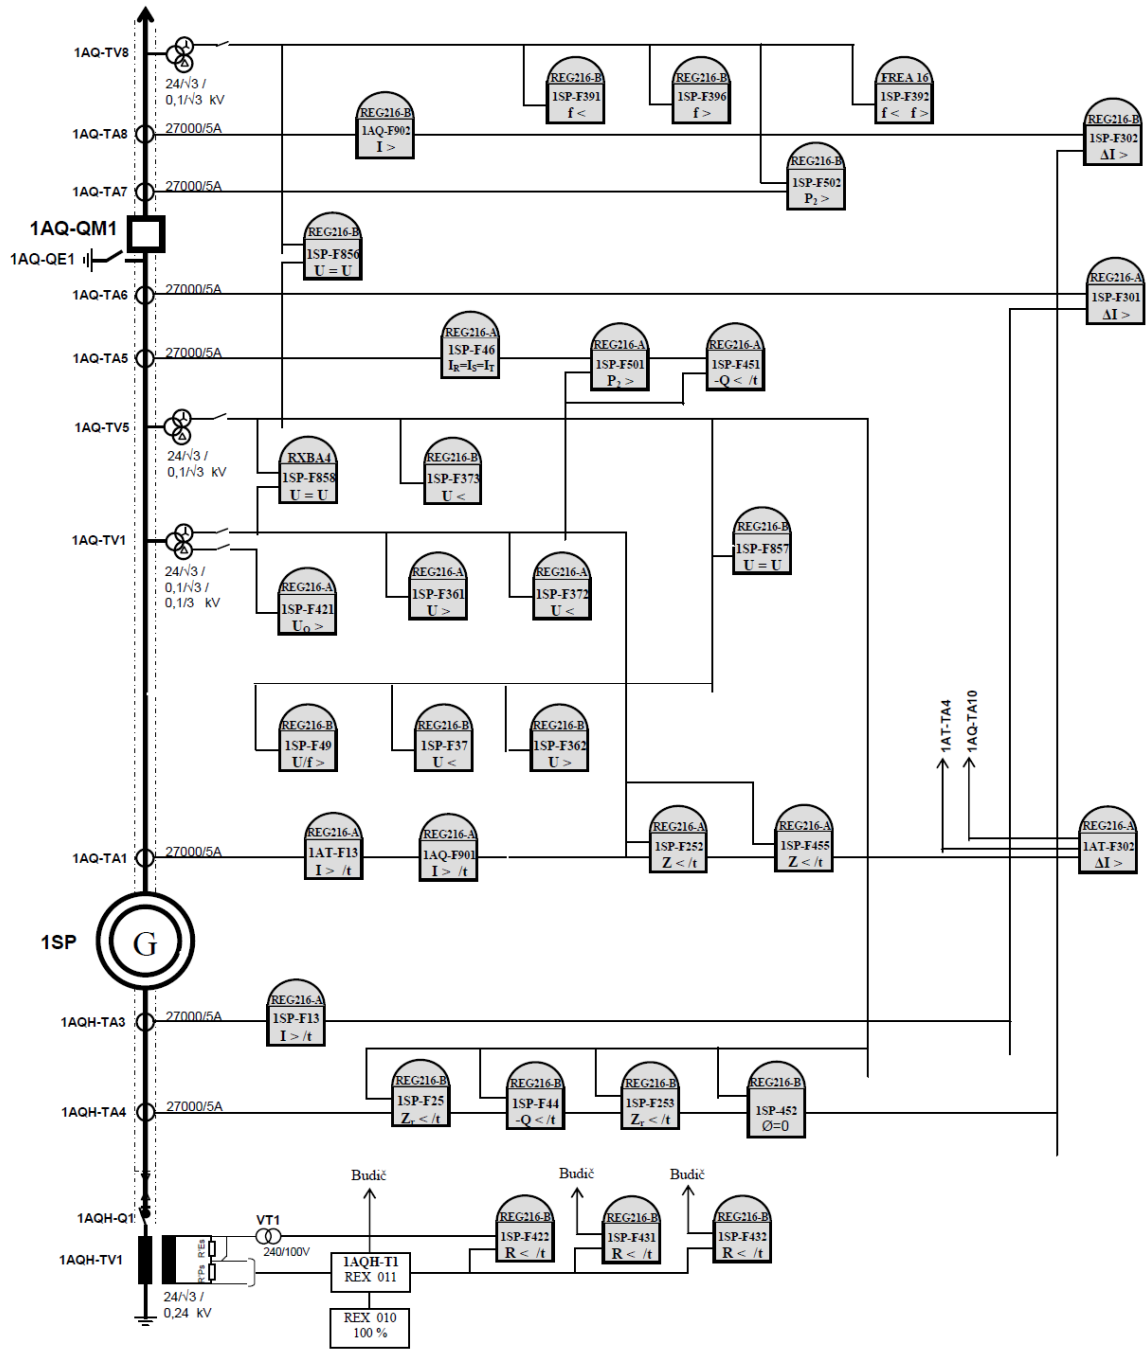 1AQ-TV8
24/√3 /
0,1/√3 kV
REG216-B
1SP-F391
f <
REG216-B
1SP-F396
f >
FREA 16
1SP-F392
f < f >
1AQ-TA8
27000/5A
REG216-B
1AQ-F902
I >
REG216-B
1SP-F302
ΔI >
1AQ-TA7
27000/5A
REG216-B
1SP-F502
P₂ >
1AQ-QM1
1AQ-QE1
REG216-B
1SP-F856
U = U
1AQ-TA6
27000/5A
REG216-A
1SP-F301
ΔI >
1AQ-TA5
27000/5A
REG216-A
1SP-F46
I_R=I_S=I_T
REG216-A
1SP-F501
P₂ >
REG216-A
1SP-F451
-Q < /t
1AQ-TV5
24/√3 /
0,1/√3 kV
RXBA4
1SP-F858
U = U
REG216-B
1SP-F373
U <
1AQ-TV1
24/√3 /
0,1/√3 /
0,1/3 kV
REG216-B
1SP-F857
U = U
REG216-A
1SP-F421
U_O >
REG216-A
1SP-F361
U >
REG216-A
1SP-F372
U <
REG216-B
1SP-F49
U/f >
REG216-B
1SP-F37
U <
REG216-B
1SP-F362
U >
1AT-TA4
1AQ-TA10
1AQ-TA1
27000/5A
REG216-A
1AT-F13
I > /t
REG216-A
1AQ-F901
I > /t
REG216-A
1SP-F252
Z < /t
REG216-A
1SP-F455
Z < /t
REG216-A
1AT-F302
ΔI >
1SP
G
1AQH-TA3
27000/5A
REG216-A
1SP-F13
I > /t
1AQH-TA4
27000/5A
REG216-B
1SP-F25
Z_r < /t
REG216-B
1SP-F44
-Q < /t
REG216-B
1SP-F253
Z_r < /t
REG216-B
1SP-452
Ø=0
Budič
Budič
Budič
1AQH-Q1
VT1
240/100V
REG216-B
1SP-F422
R < /t
REG216-B
1SP-F431
R < /t
REG216-B
1SP-F432
R < /t
1AQH-TV1
R'Es
R'Ps
24/√3 /
0,24 kV
1AQH-T1
REX 011
REX 010
100 %